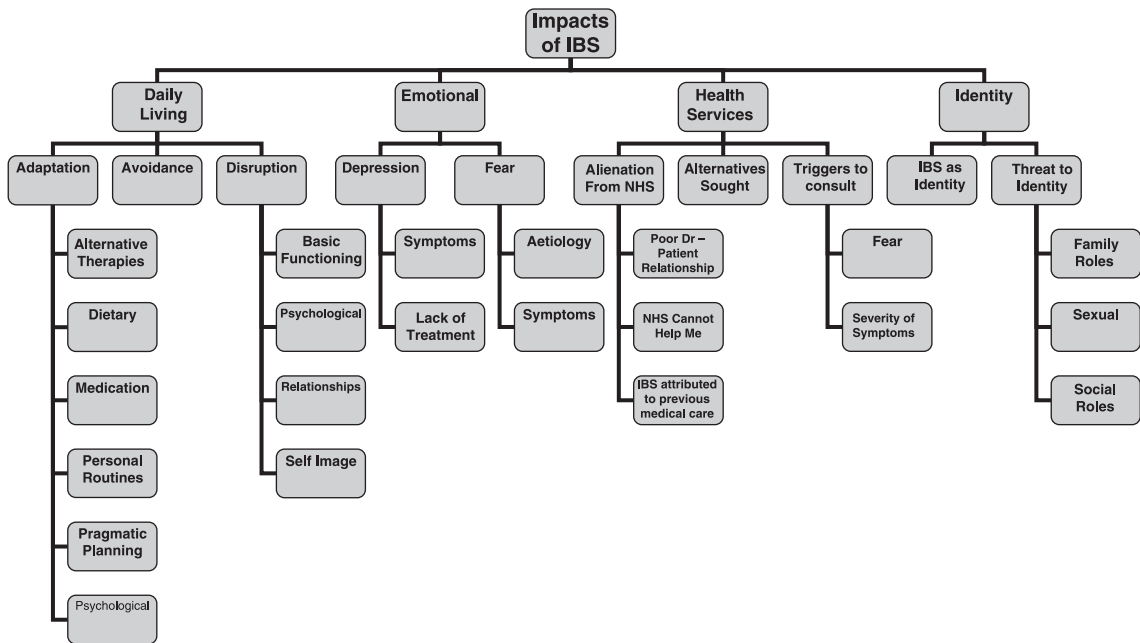 Impacts
of IBS
Daily
Living
Emotional
Health
Services
Identity
Adaptation
Avoidance
Disruption
Depression
Fear
Alienation
From NHS
Alternatives
Sought
Triggers to
consult
IBS as
Identity
Threat to
Identity
Alternative
Therapies
Dietary
Medication
Personal
Routines
Pragmatic
Planning
Psychological
Basic
Functioning
Psychological
Relationships
Self Image
Symptoms
Lack of
Treatment
Aetiology
Symptoms
Poor Dr –
Patient
Relationship
NHS Cannot
Help Me
IBS attributed
to previous
medical care
Fear
Severity of
Symptoms
Family
Roles
Sexual
Social
Roles